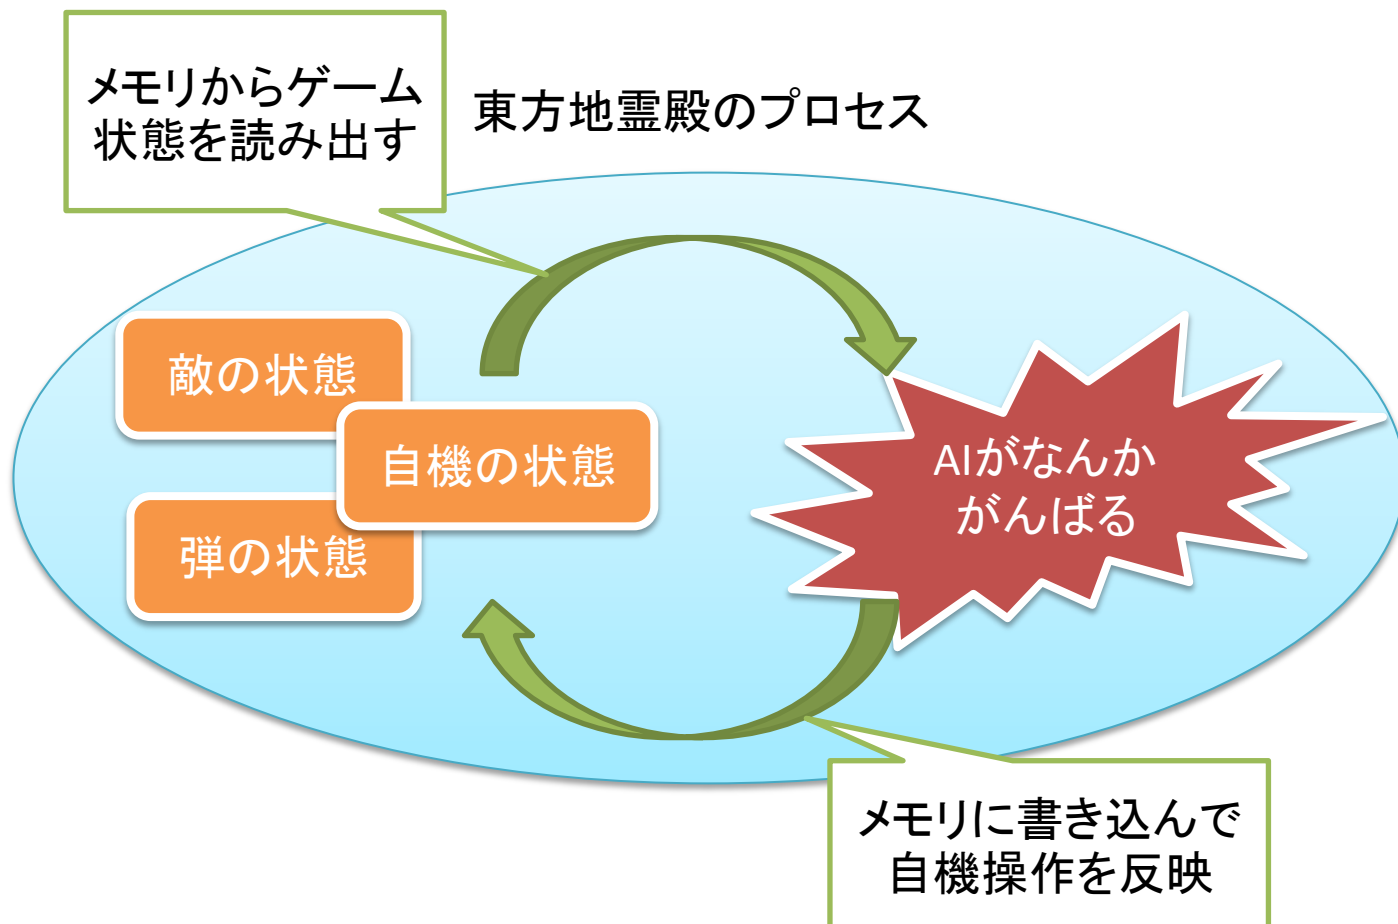 メモリからゲーム
状態を読み出す
東方地霊殿のプロセス
敵の状態
自機の状態
弾の状態
AIがなんか
がんばる
メモリに書き込んで
自機操作を反映